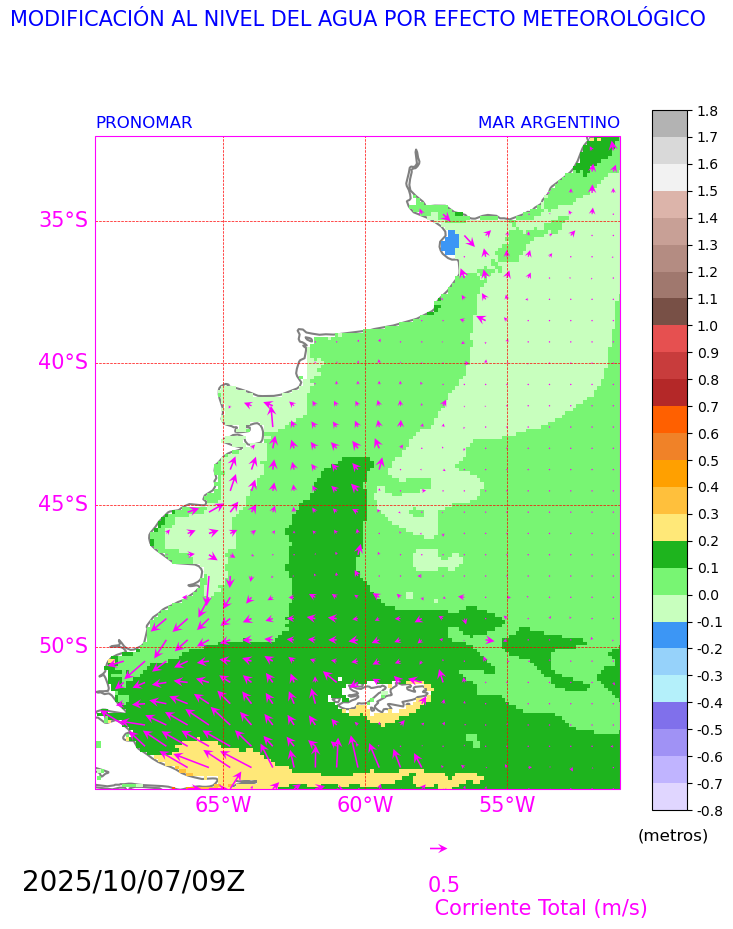 MODIFICACIÓN AL NIVEL DEL AGUA POR EFECTO METEOROLÓGICO
PRONOMAR MAR ARGENTINO
35°S
40°S
45°S
50°S
65°W 60°W 55°W
1.8
1.7
1.6
1.5
1.4
1.3
1.2
1.1
1.0
0.9
0.8
0.7
0.6
0.5
0.4
0.3
0.2
0.1
0.0
-0.1
-0.2
-0.3
-0.4
-0.5
-0.6
-0.7
-0.8
(metros)
2025/10/07/09Z
0.5
Corriente Total (m/s)